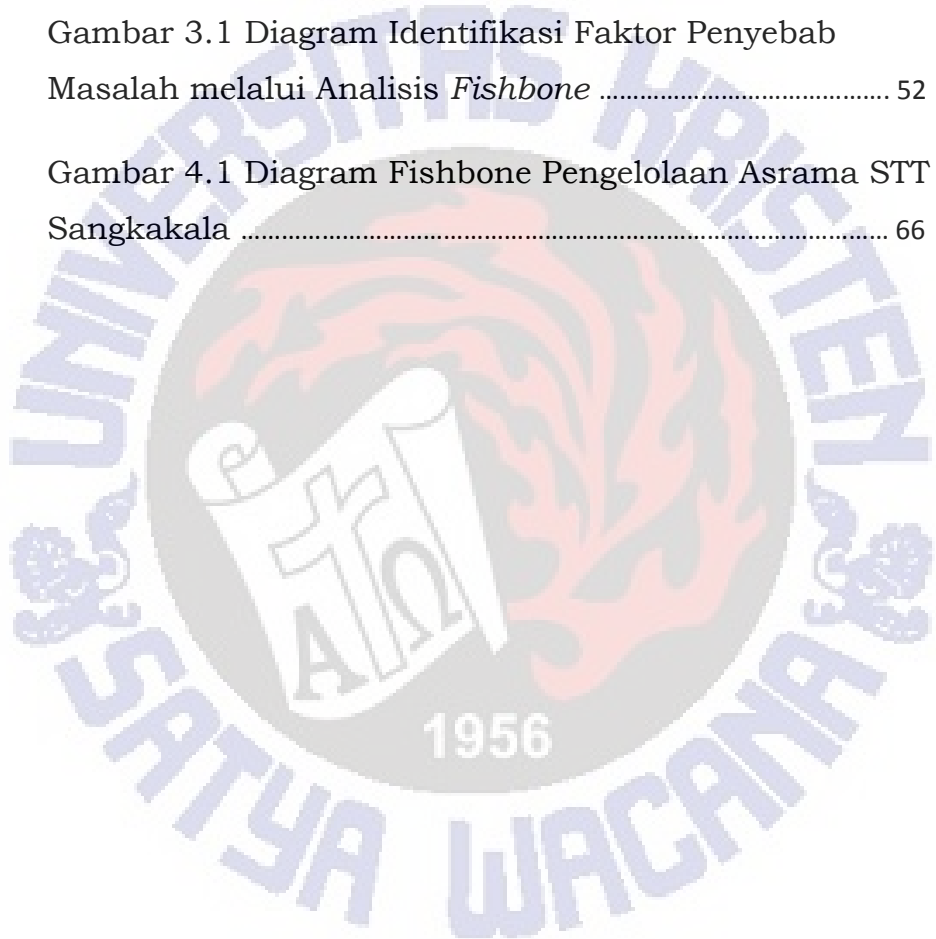 Gambar 3.1 Diagram Identifikasi Faktor Penyebab
Masalah melalui Analisis Fishbone ........................................... 52
Gambar 4.1 Diagram Fishbone Pengelolaan Asrama STT
Sangkakala ................................................................................................ 66
UNIVERSITAS KRISTEN
ΑΩ
1956
SATYA WACANA